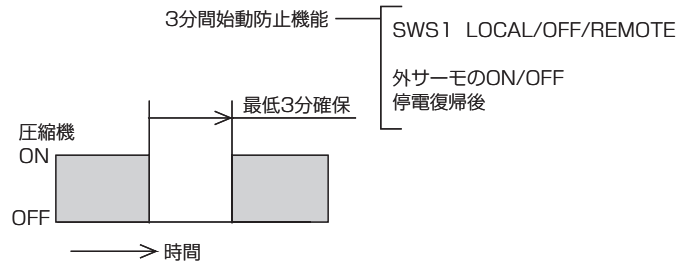 3分間始動防止機能
SWS1 LOCAL/OFF/REMOTE
外サーモのON/OFF
停電復帰後
最低3分確保
圧縮機
ON
OFF
時間